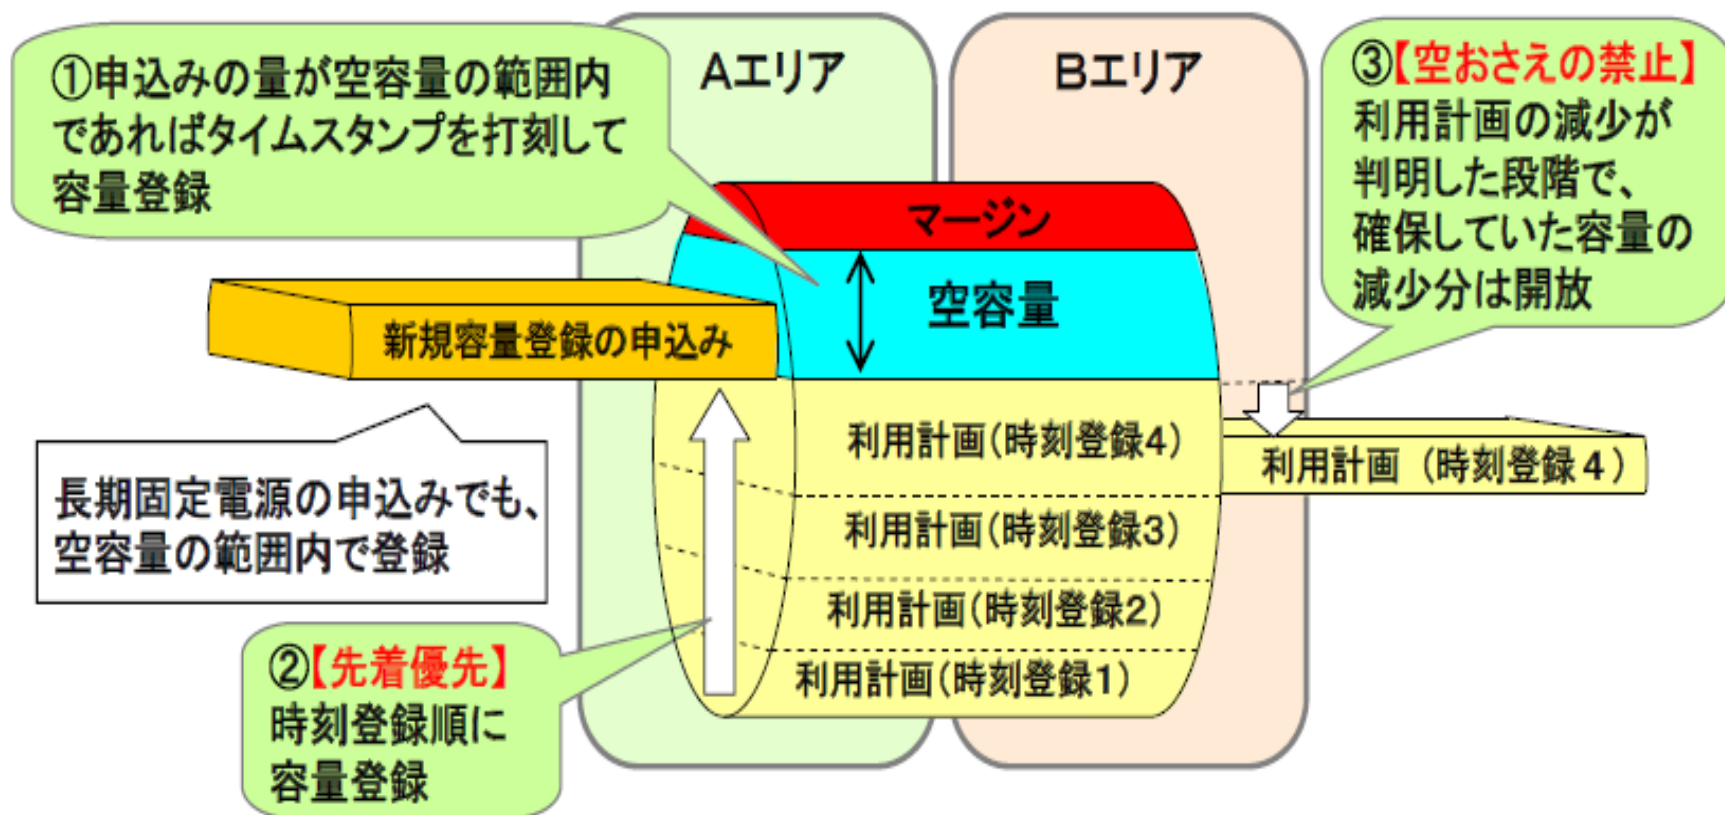 ①申込みの量が空容量の範囲内
であればタイムスタンプを打刻して
容量登録
Aエリア
Bエリア
③【空おさえの禁止】
利用計画の減少が
判明した段階で、
確保していた容量の
減少分は開放
マージン
空容量
新規容量登録の申込み
利用計画(時刻登録4)
利用計画（時刻登録４）
長期固定電源の申込みでも、
空容量の範囲内で登録
利用計画(時刻登録3)
利用計画(時刻登録2)
利用計画(時刻登録1)
②【先着優先】
時刻登録順に
容量登録